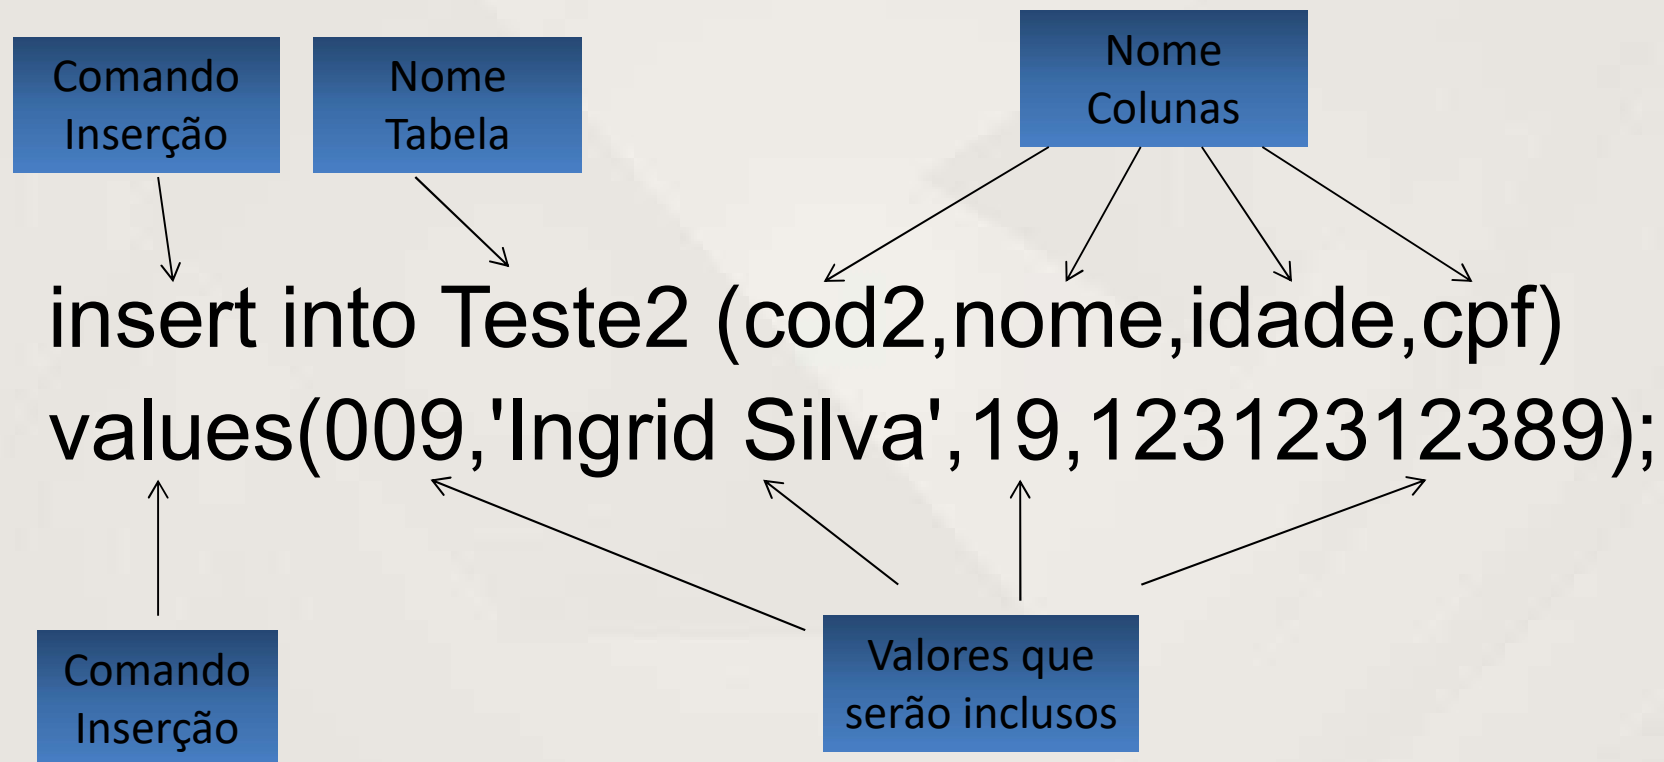 Comando
Inserção
Nome
Tabela
Nome
Colunas
insert into Teste2 (cod2,nome,idade,cpf)
values(009,'Ingrid Silva',19,12312312389);
Comando
Inserção
Valores que
serão inclusos